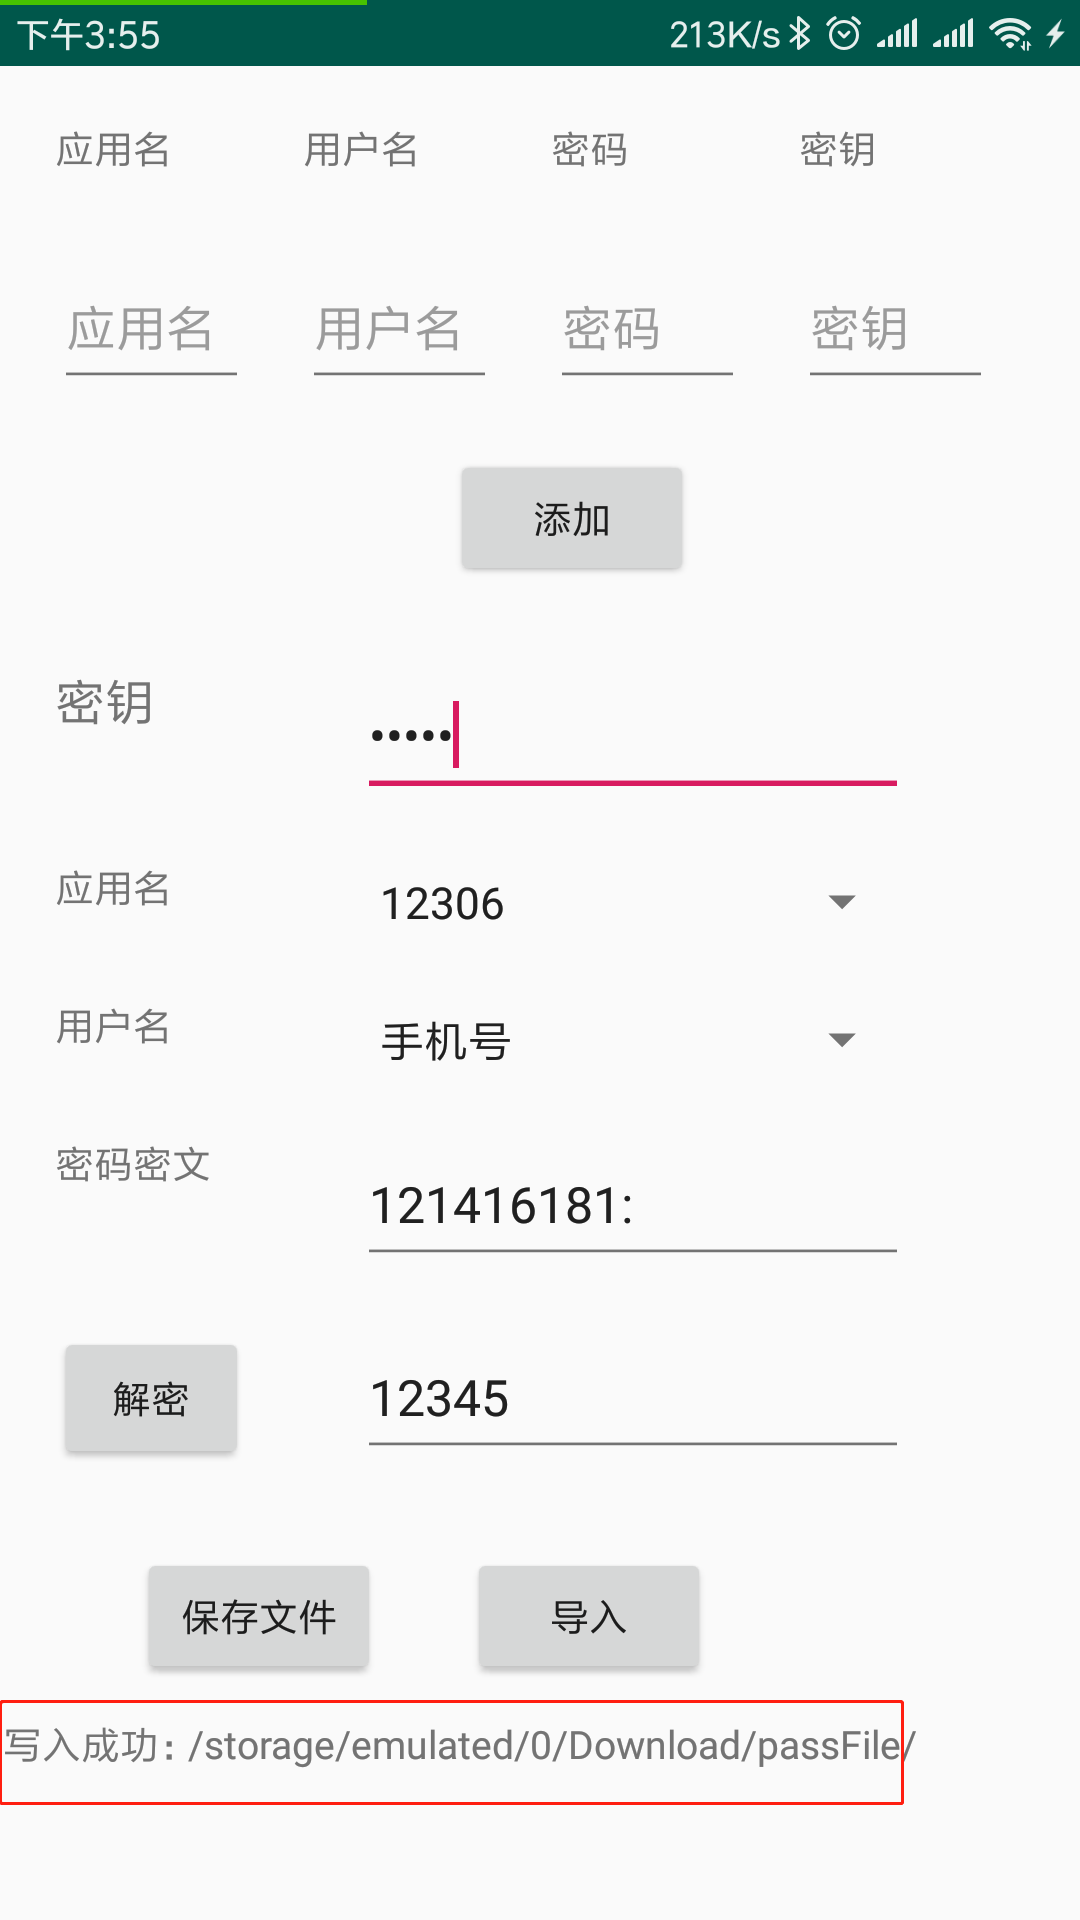 下午3:55 213K/s
应用名 用户名 密码 密钥
应用名 用户名 密码 密钥
添加
密钥 •••••
应用名 12306
用户名 手机号
密码密文 121416181:
解密 12345
保存文件 导入
写入成功：/storage/emulated/0/Download/passFile/